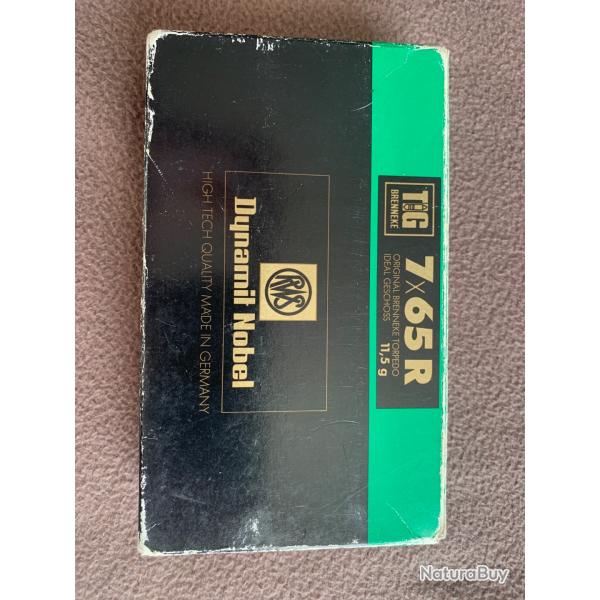 TIG
BRENNEKE
7x65 R
ORIGINAL BRENNEKE TORPEDO
IDEAL GESCHOSS 11,5 g
RWS
Dynamit Nobel
HIGH TECH QUALITY MADE IN GERMANY
NaturaBuy